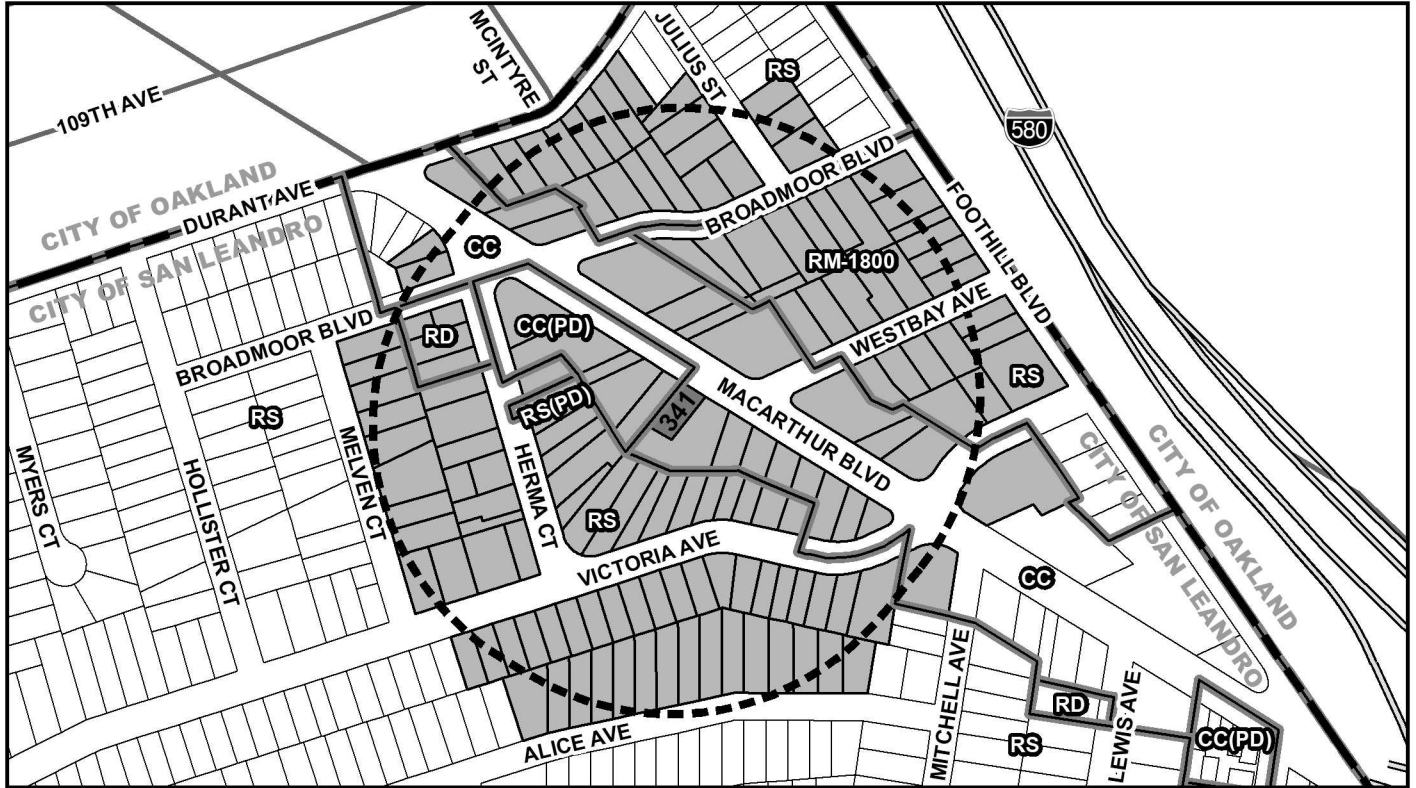 MCINTYRE
ST
JULIUS ST
RS
109TH AVE
580
CITY OF OAKLAND
DURANT AVE
CITY OF SAN LEANDRO
BROADMOOR BLVD
FOOTHILL BLVD
CC
RM-1800
WESTBAY AVE
CC(PD)
RD
BROADMOOR BLVD
RS
RS(PD)
341
MACARTHUR BLVD
RS
MYERS CT
HOLLISTER CT
MELVEN CT
HERMA CT
RS
VICTORIA AVE
CITY OF SAN LEANDRO
CITY OF OAKLAND
CC
ALICE AVE
MITCHELL AVE
RS
RD
LEWIS AVE
CC(PD)